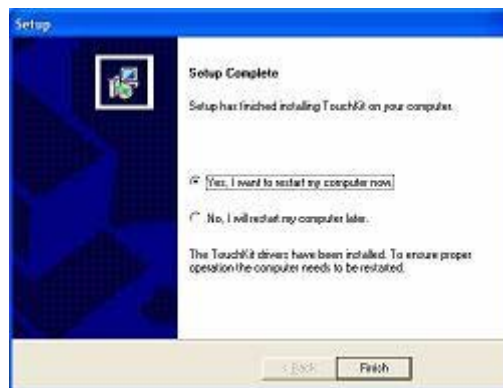 Setup
Setup Complete
Setup has finished installing TouchKit on your computer.
Yes, I want to restart my computer now.
No, I will restart my computer later.
The TouchKit drivers have been installed. To ensure proper
operation the computer needs to be restarted.
< Back
Finish